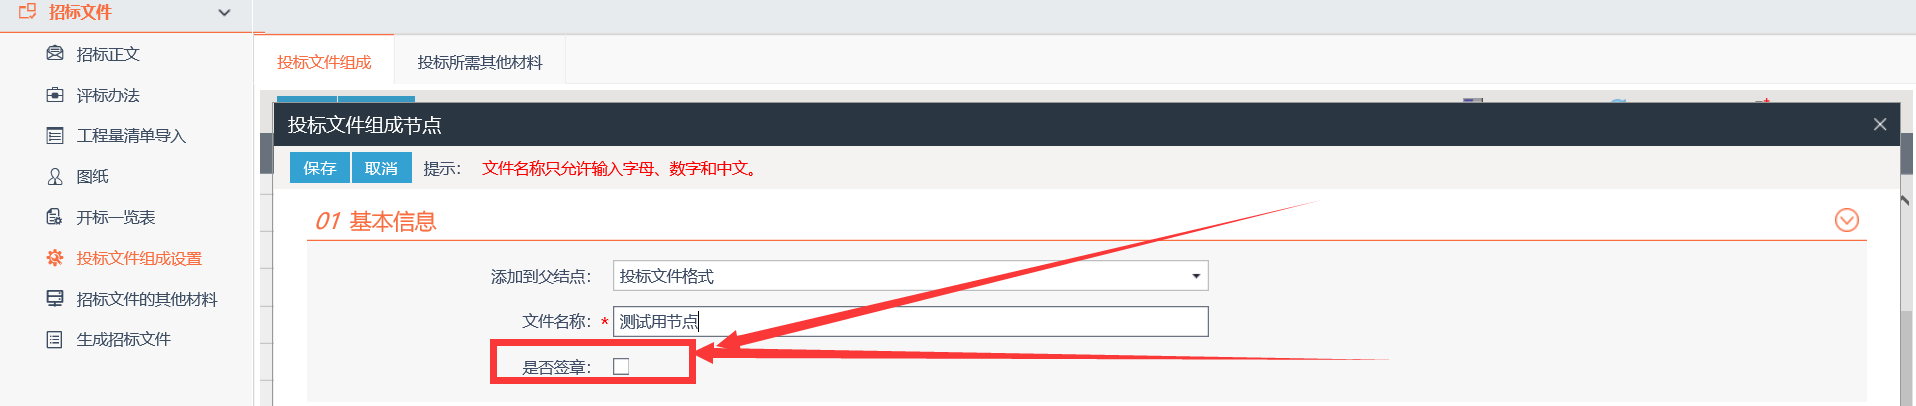 招标文件
招标正文
评标办法
工程量清单导入
图纸
开标一览表
投标文件组成设置
招标文件的其他材料
生成招标文件
投标文件组成
投标所需其他材料
投标文件组成节点
保存
取消
提示：
文件名称只允许输入字母、数字和中文。
01 基本信息
添加到父结点：
投标文件格式
文件名称：*
测试用节点
是否签章：